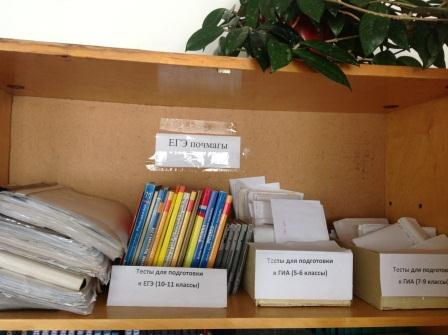 ЕГЭ почмагы
Тесты для подготовки
к ЕГЭ (10-11 классы)
Тесты для подготовки
к ГИА (5-6 классы)
Тесты для подготовки
к ГИА (7-9 классы)